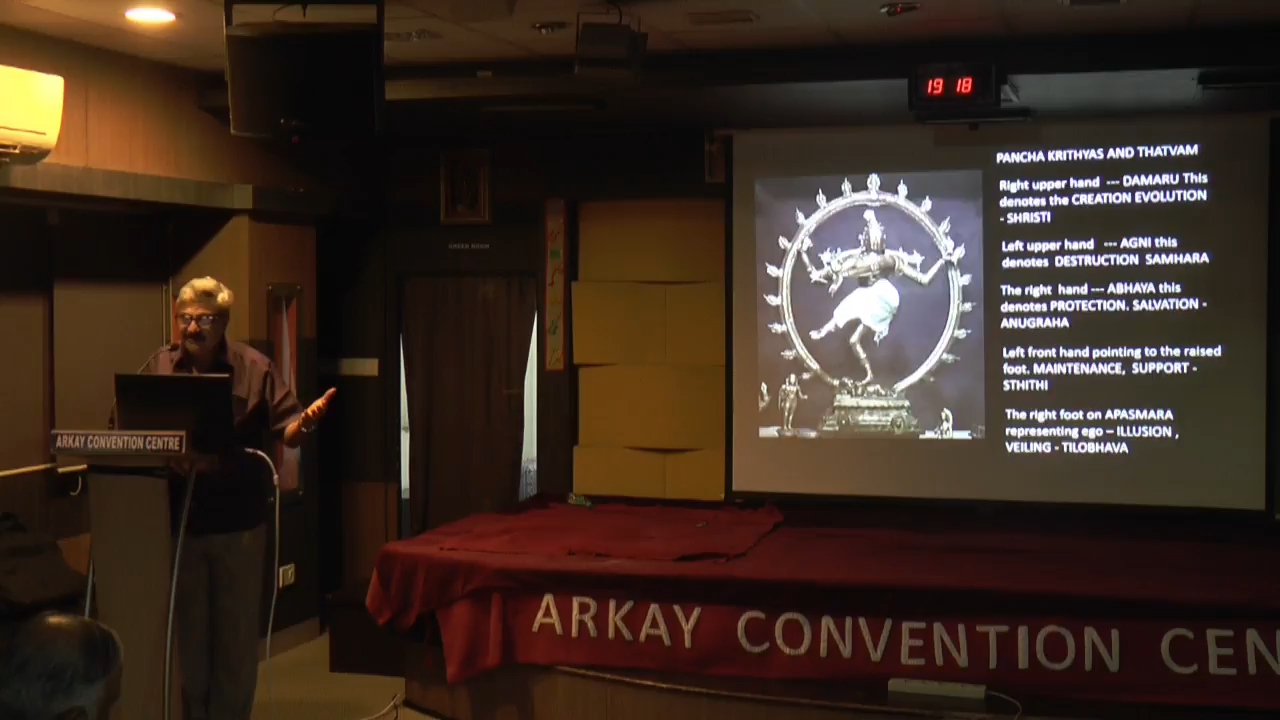 19 18
PANCHA KRITHYAS AND THATVAM
Right upper hand --- DAMARU This
denotes the CREATION EVOLUTION
- SHRISTI
Left upper hand --- AGNI this
denotes DESTRUCTION SAMHARA
The right hand --- ABHAYA this
denotes PROTECTION. SALVATION -
ANUGRAHA
Left front hand pointing to the raised
foot. MAINTENANCE, SUPPORT -
STHITHI
The right foot on APASMARA
representing ego – ILLUSION ,
VEILING - TILOBHAVA
GREEN ROOM
ARKAY CONVENTION CENTRE
ARKAY CONVENTION CEN